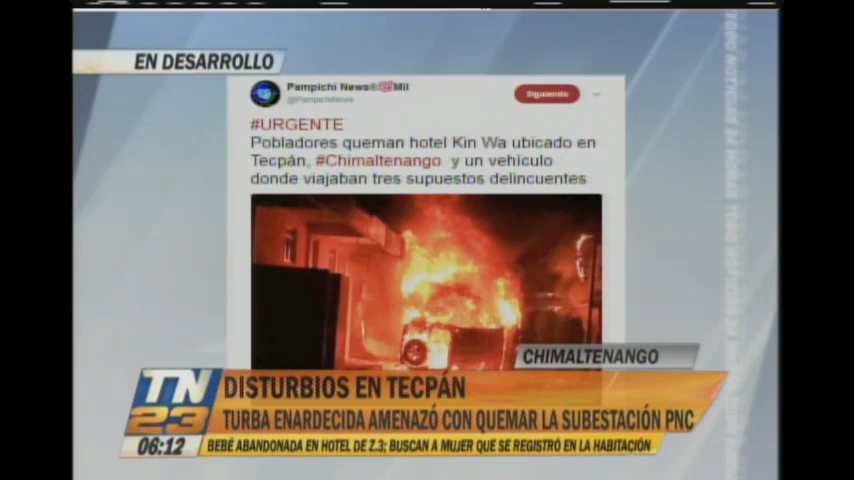 EN DESARROLLO
Pampichi News®💯Mil
@PampichiNews
Siguiendo
#URGENTE
Pobladores queman hotel Kin Wa ubicado en
Tecpán, #Chimaltenango y un vehículo
donde viajaban tres supuestos delincuentes
CHIMALTENANGO
TN
23
DISTURBIOS EN TECPÁN
TURBA ENARDECIDA AMENAZÓ CON QUEMAR LA SUBESTACIÓN PNC
06:12
BEBÉ ABANDONADA EN HOTEL DE Z.3; BUSCAN A MUJER QUE SE REGISTRÓ EN LA HABITACIÓN